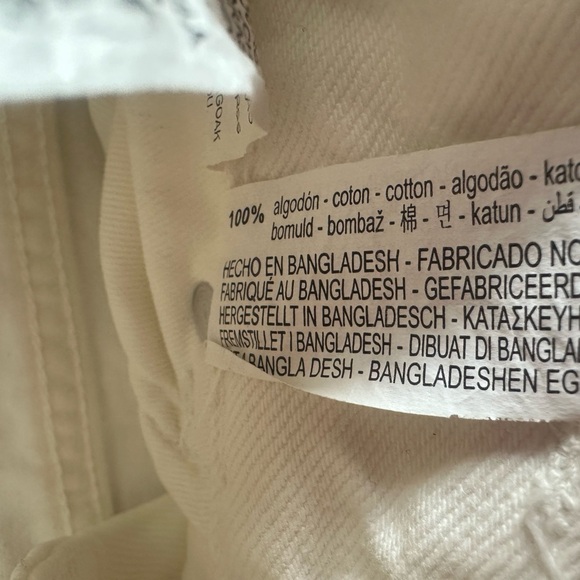 GOAK
100% algodón - coton - cotton - algodão - kato
bomuld - bombaž - 棉 - 면 - katun - قطن
HECHO EN BANGLADESH - FABRICADO NO
FABRIQUÉ AU BANGLADESH - GEFABRICEERD
HERGESTELLT IN BANGLADESCH - ΚΑΤΑΣΚΕΥΗ
FREMSTILLET I BANGLADESH - DIBUAT DI BANGLA
BANGLA DESH - BANGLADESHEN EG